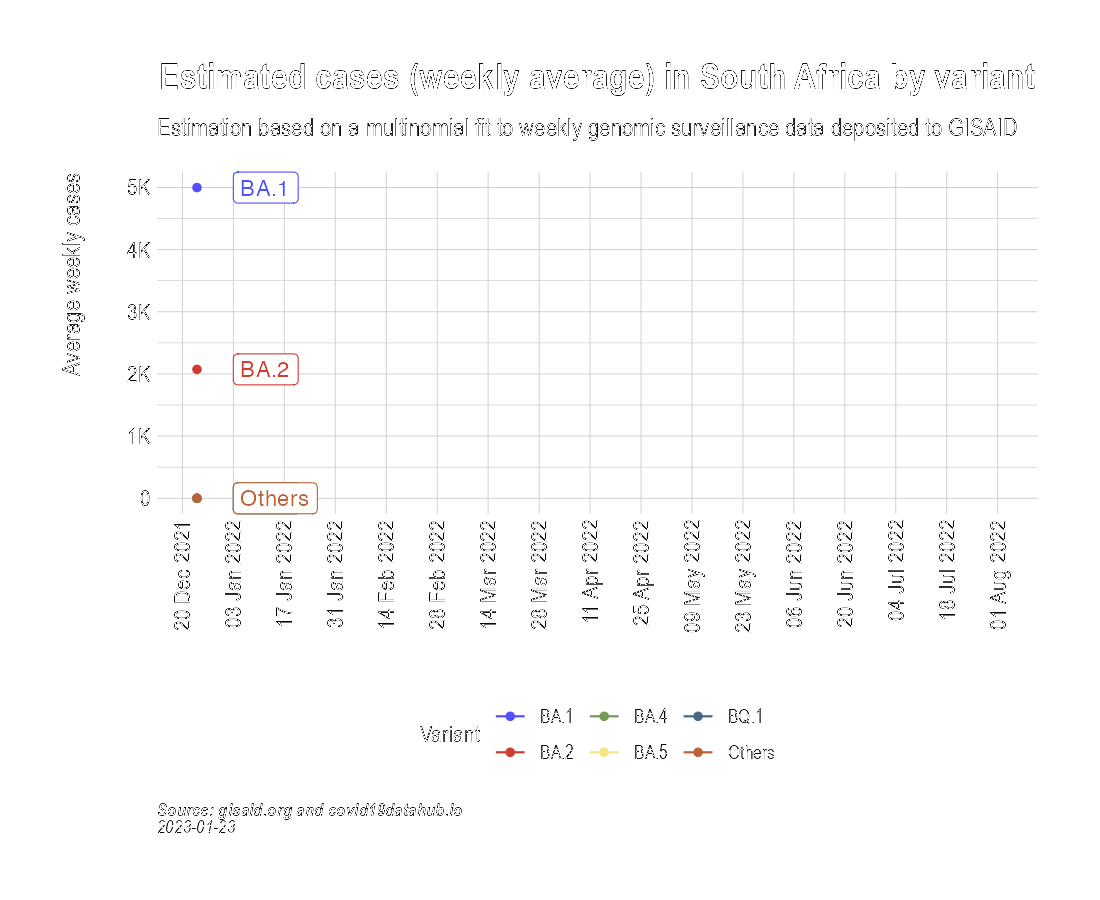 Estimated cases (weekly average) in South Africa by variant
Estimation based on a multinomial fit to weekly genomic surveillance data deposited to GISAID
Average weekly cases
5K
4K
3K
2K
1K
0
BA.1
BA.2
Others
20 Dec 2021
03 Jan 2022
17 Jan 2022
31 Jan 2022
14 Feb 2022
28 Feb 2022
14 Mar 2022
28 Mar 2022
11 Apr 2022
25 Apr 2022
09 May 2022
23 May 2022
06 Jun 2022
20 Jun 2022
04 Jul 2022
18 Jul 2022
01 Aug 2022
Variant
BA.1
BA.4
BQ.1
BA.2
BA.5
Others
Source: gisaid.org and covid19datahub.io
2023-01-23